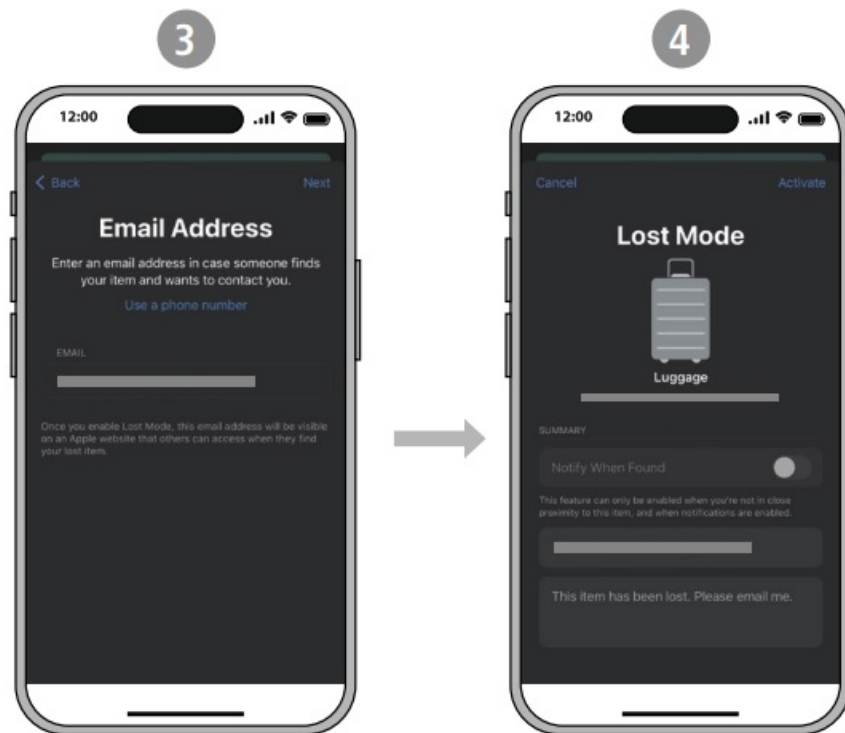 3
12:00
Back
Next
Email Address
Enter an email address in case someone finds
your item and wants to contact you.
Use a phone number
EMAIL
Once you enable Lost Mode, this email address will be visible
on an Apple website that others can access when they find
your lost item.
4
12:00
Cancel
Activate
Lost Mode
Luggage
SUMMARY
Notify When Found
This feature can only be enabled when you're not in close
proximity to this item, and when notifications are enabled.
This item has been lost. Please email me.